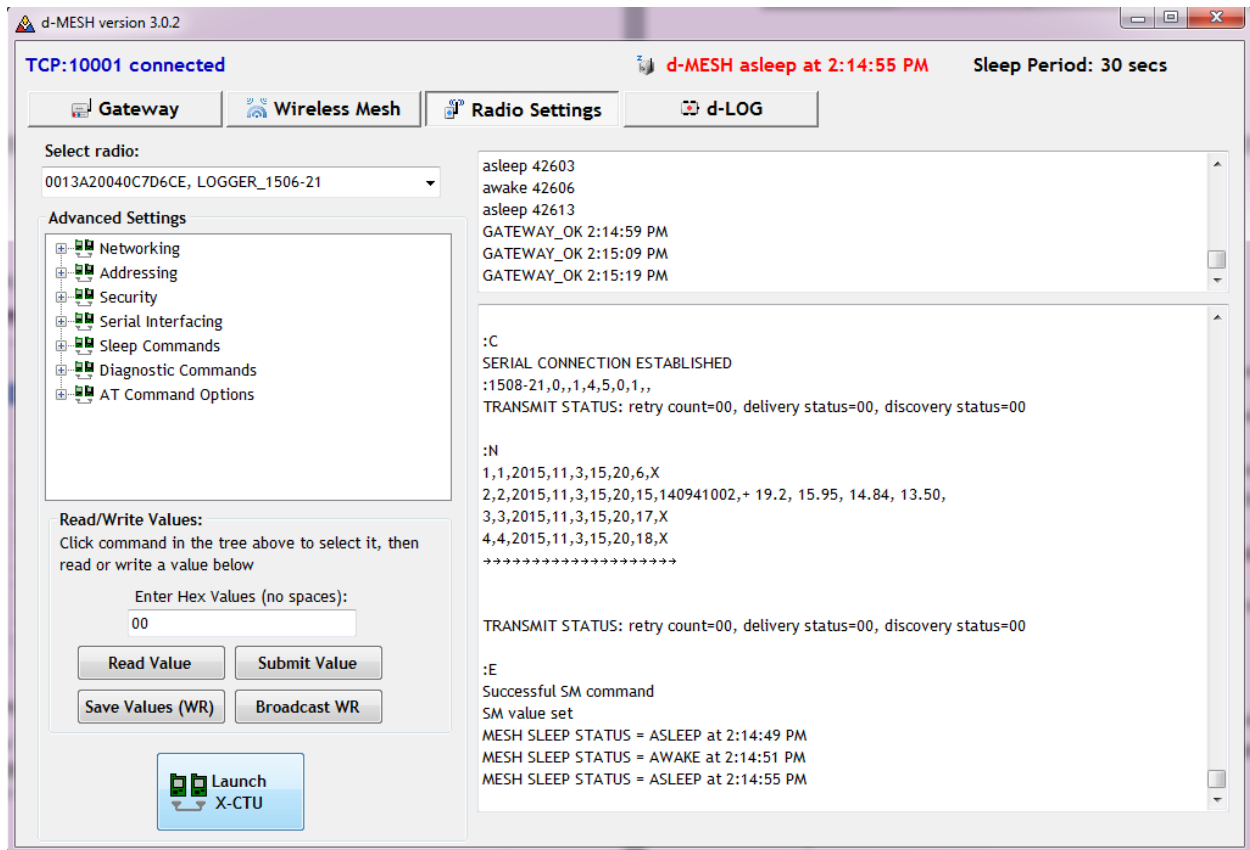 d-MESH version 3.0.2
TCP:10001 connected
d-MESH asleep at 2:14:55 PM
Sleep Period: 30 secs
Gateway
Wireless Mesh
Radio Settings
d-LOG
Select radio:
0013A20040C7D6CE, LOGGER_1506-21
Advanced Settings
Networking
Addressing
Security
Serial Interfacing
Sleep Commands
Diagnostic Commands
AT Command Options
Read/Write Values:
Click command in the tree above to select it, then
read or write a value below
Enter Hex Values (no spaces):
00
Read Value
Submit Value
Save Values (WR)
Broadcast WR
Launch
X-CTU
asleep 42603
awake 42606
asleep 42613
GATEWAY_OK 2:14:59 PM
GATEWAY_OK 2:15:09 PM
GATEWAY_OK 2:15:19 PM
:C
SERIAL CONNECTION ESTABLISHED
:1508-21,0,,1,4,5,0,1,,
TRANSMIT STATUS: retry count=00, delivery status=00, discovery status=00
:N
1,1,2015,11,3,15,20,6,X
2,2,2015,11,3,15,20,15,140941002,+ 19.2, 15.95, 14.84, 13.50,
3,3,2015,11,3,15,20,17,X
4,4,2015,11,3,15,20,18,X
→→→→→→→→→→→→→→→→→→→→
TRANSMIT STATUS: retry count=00, delivery status=00, discovery status=00
:E
Successful SM command
SM value set
MESH SLEEP STATUS = ASLEEP at 2:14:49 PM
MESH SLEEP STATUS = AWAKE at 2:14:51 PM
MESH SLEEP STATUS = ASLEEP at 2:14:55 PM